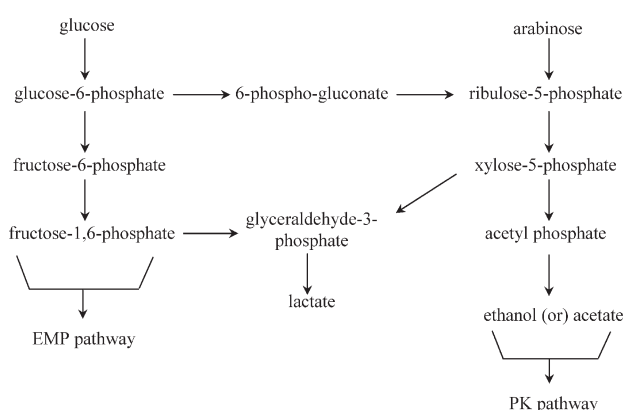 glucose
arabinose
glucose-6-phosphate
6-phospho-gluconate
ribulose-5-phosphate
fructose-6-phosphate
xylose-5-phosphate
fructose-1,6-phosphate
glyceraldehyde-3-
phosphate
acetyl phosphate
lactate
ethanol (or) acetate
EMP pathway
PK pathway